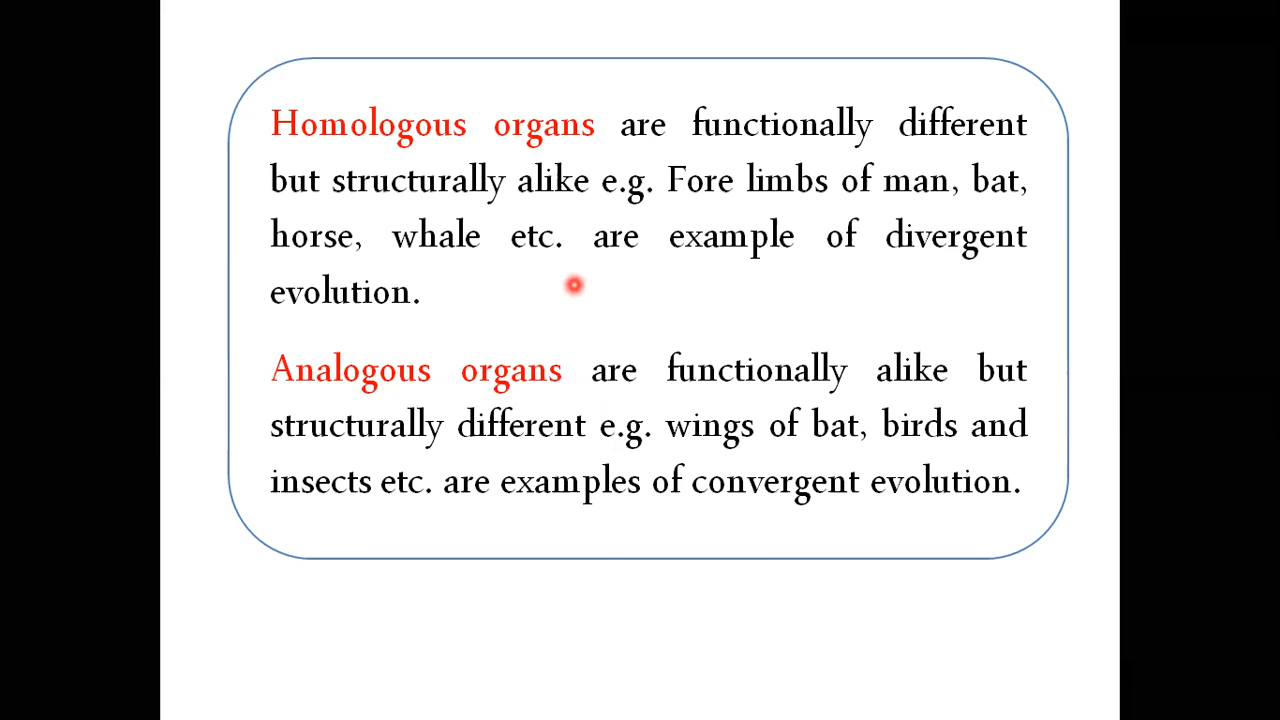 Homologous organs are functionally different
but structurally alike e.g. Fore limbs of man, bat,
horse, whale etc. are example of divergent
evolution.
Analogous organs are functionally alike but
structurally different e.g. wings of bat, birds and
insects etc. are examples of convergent evolution.